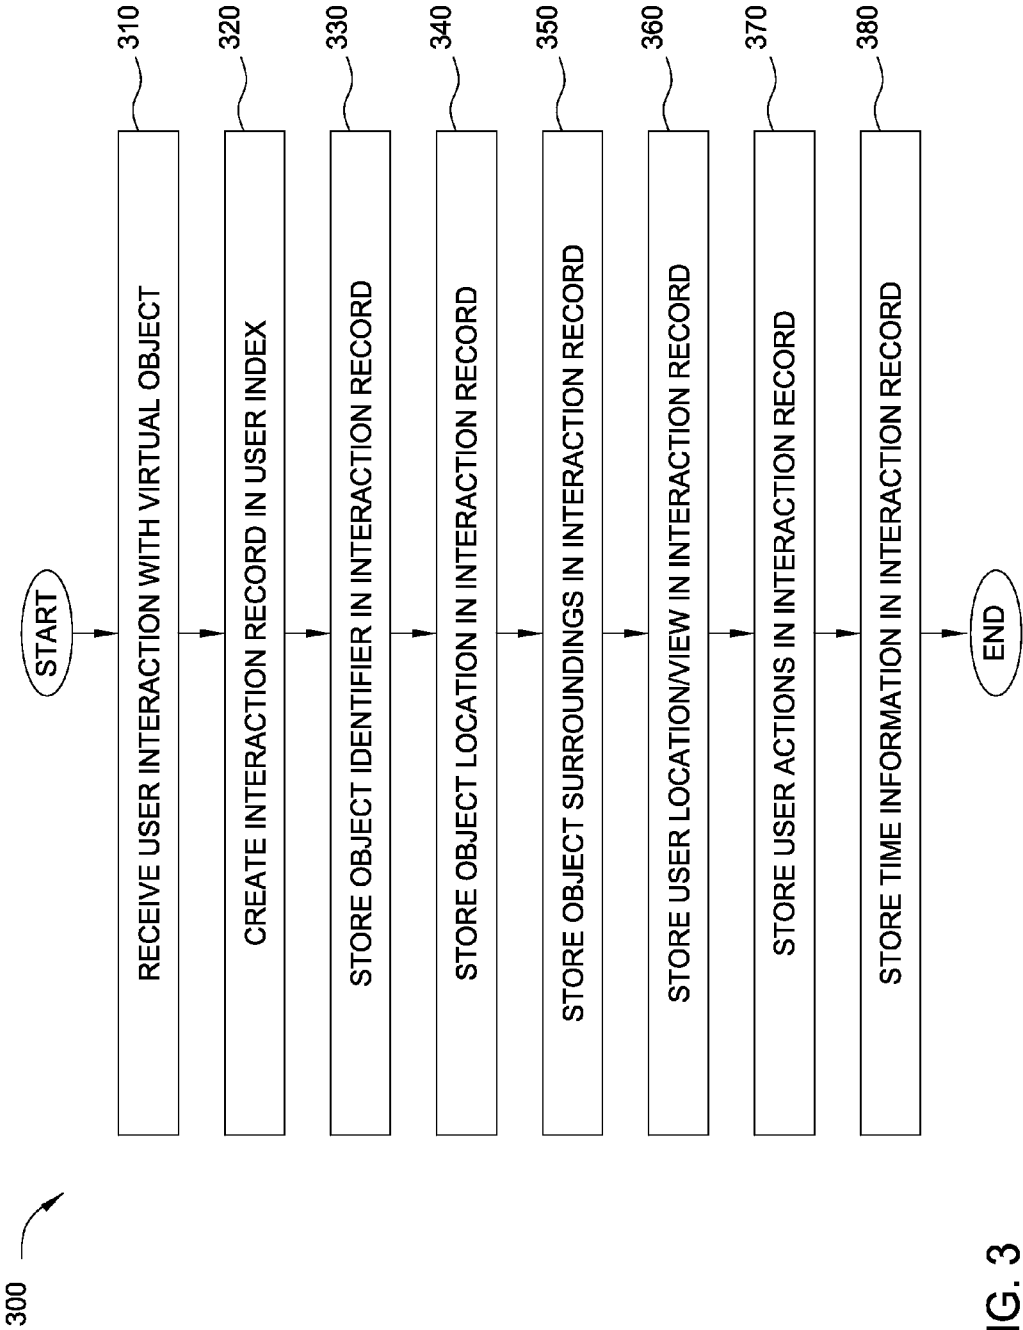 300
START
RECEIVE USER INTERACTION WITH VIRTUAL OBJECT
310
CREATE INTERACTION RECORD IN USER INDEX
320
STORE OBJECT IDENTIFIER IN INTERACTION RECORD
330
STORE OBJECT LOCATION IN INTERACTION RECORD
340
STORE OBJECT SURROUNDINGS IN INTERACTION RECORD
350
STORE USER LOCATION/VIEW IN INTERACTION RECORD
360
STORE USER ACTIONS IN INTERACTION RECORD
370
STORE TIME INFORMATION IN INTERACTION RECORD
380
END
IG. 3